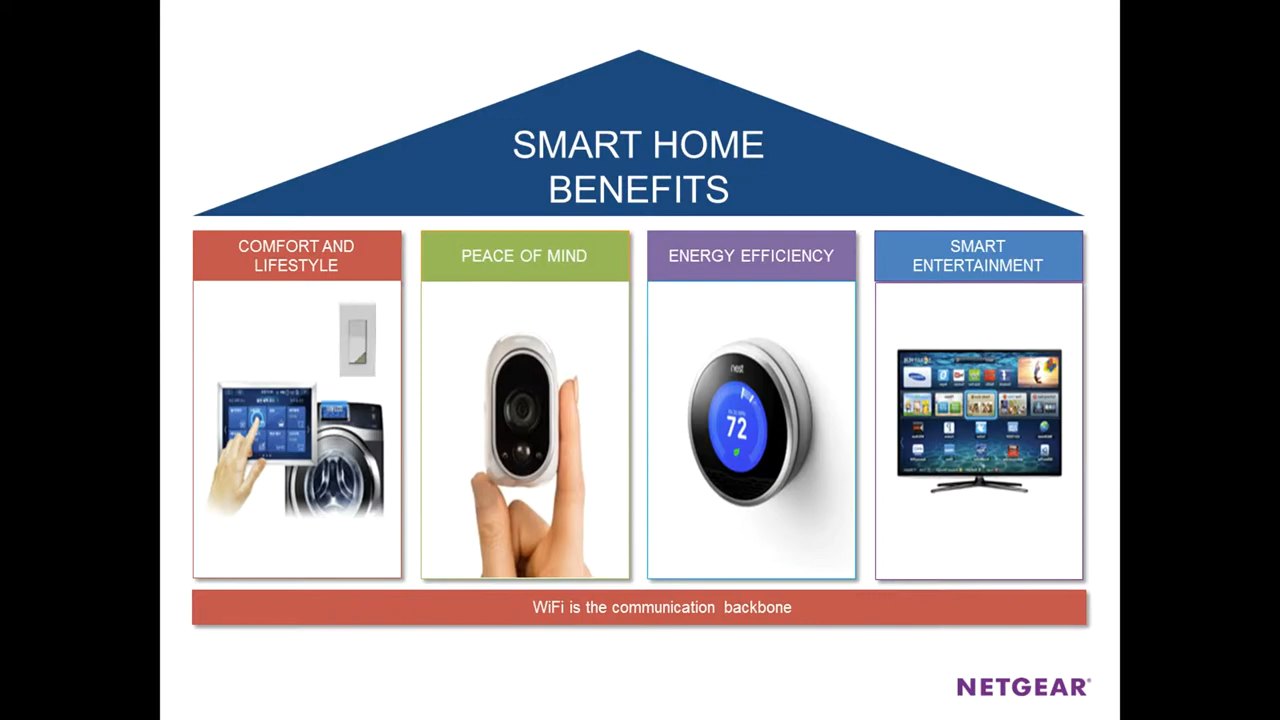 SMART HOME
BENEFITS
COMFORT AND
LIFESTYLE
PEACE OF MIND
ENERGY EFFICIENCY
SMART
ENTERTAINMENT
nest
72
WiFi is the communication backbone
NETGEAR®